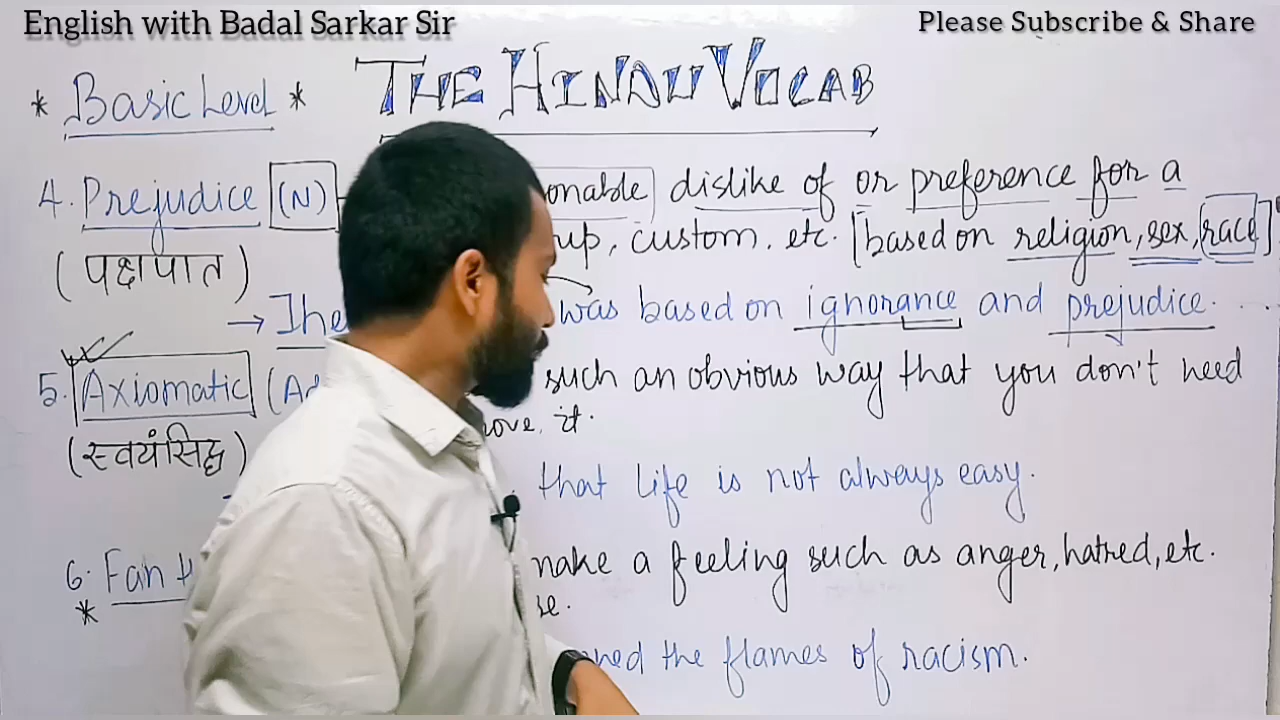 English with Badal Sarkar Sir
Please Subscribe & Share
* Basic Level * THE HINDU VOCAB
4. Prejudice (N) onable dislike of or preference for a
(पक्षपात) up, custom, etc. [based on religion, sex, race]
→ The was based on ignorance and prejudice.
5. Axiomatic (Ad such an obvious way that you don't need
(स्वयंसिद्ध) ove it.
that life is not always easy.
6. Fan t make a feeling such as anger, hatred, etc.
* se.
ned the flames of racism.